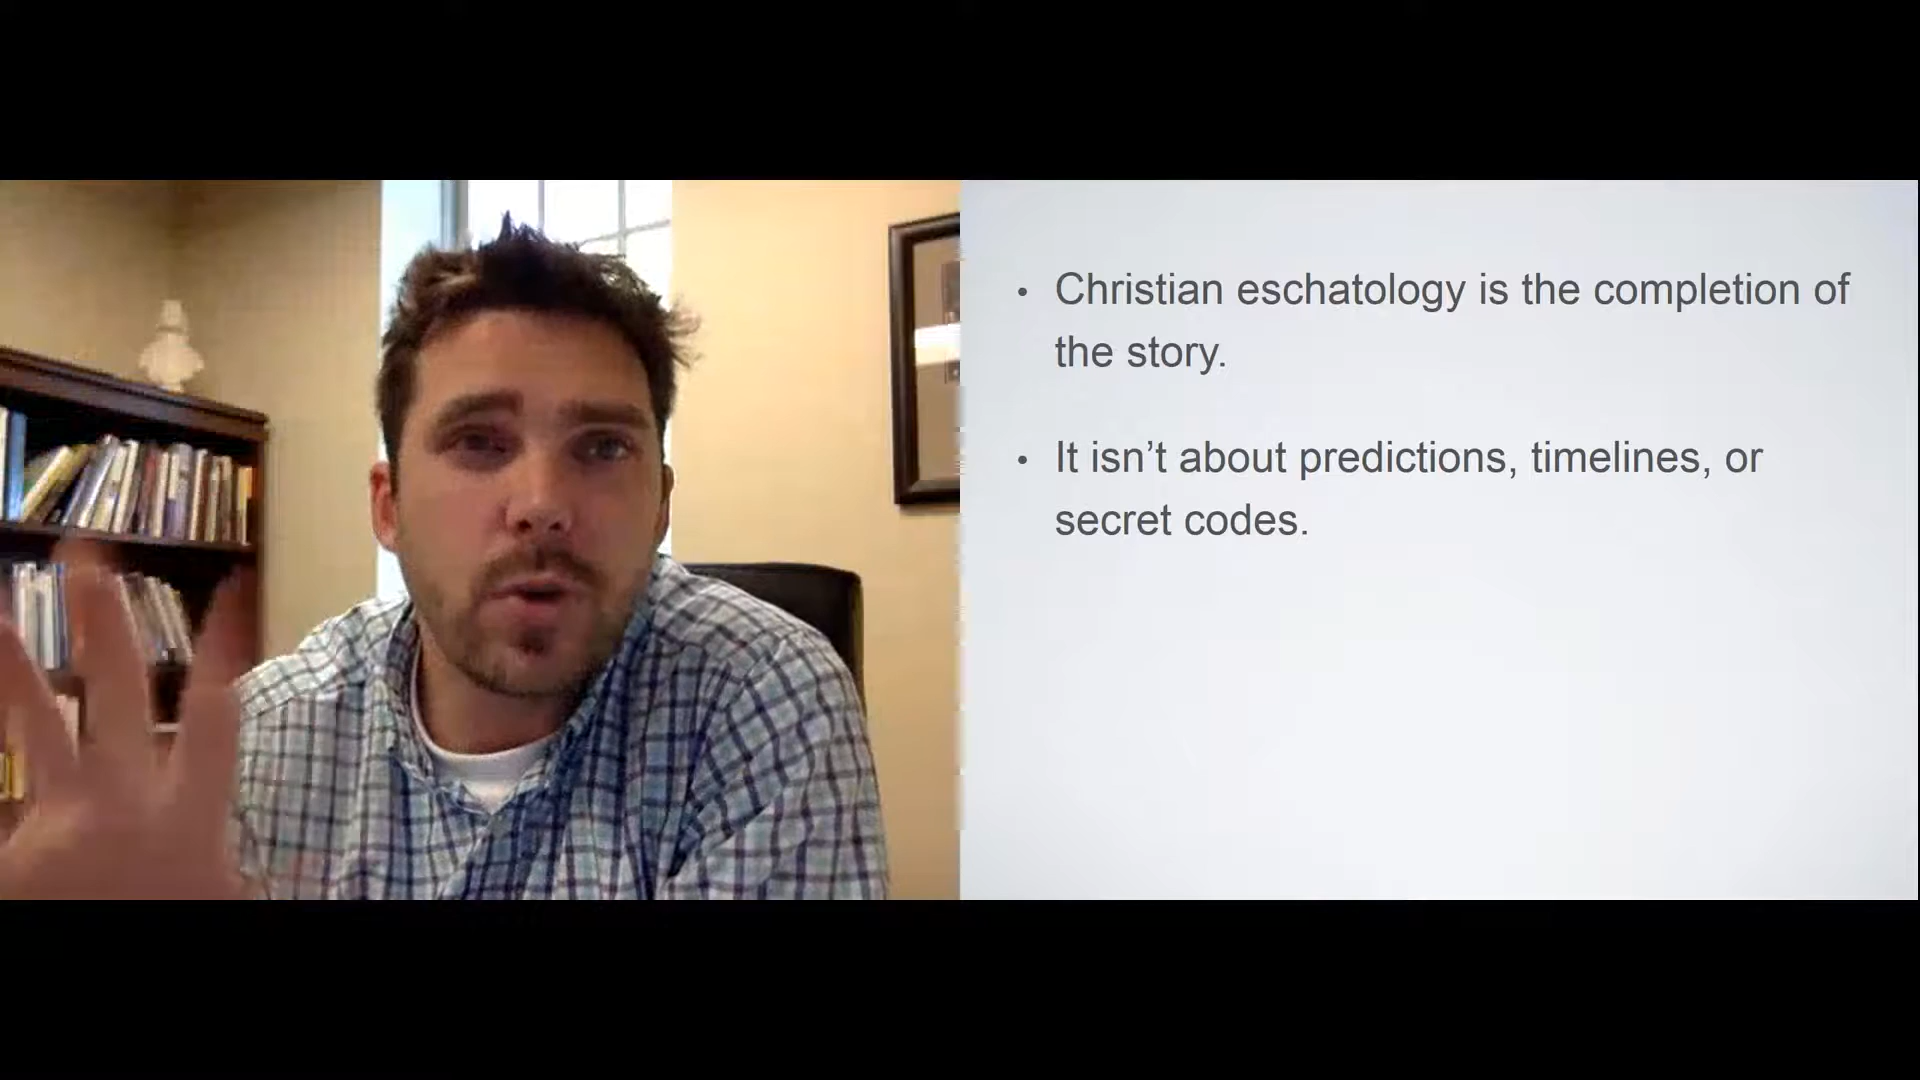 • Christian eschatology is the completion of
the story.
• It isn’t about predictions, timelines, or
secret codes.